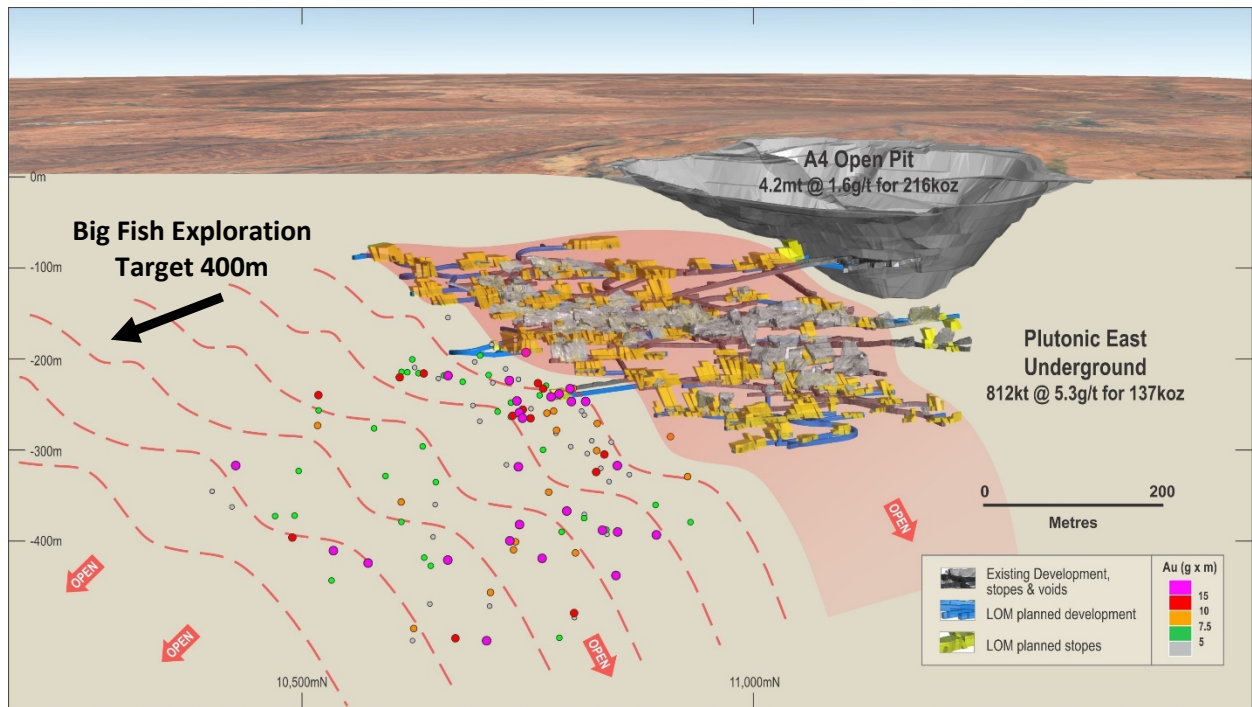 A4 Open Pit
4.2mt @ 1.6g/t for 216koz
0m
Big Fish Exploration
Target 400m
-100m
-200m
-300m
-400m
Plutonic East
Underground
812kt @ 5.3g/t for 137koz
0
200
Metres
OPEN
OPEN
OPEN
OPEN
Existing Development,
stopes & voids
LOM planned development
LOM planned stopes
Au (g x m)
15
10
7.5
5
10,500mN
11,000mN